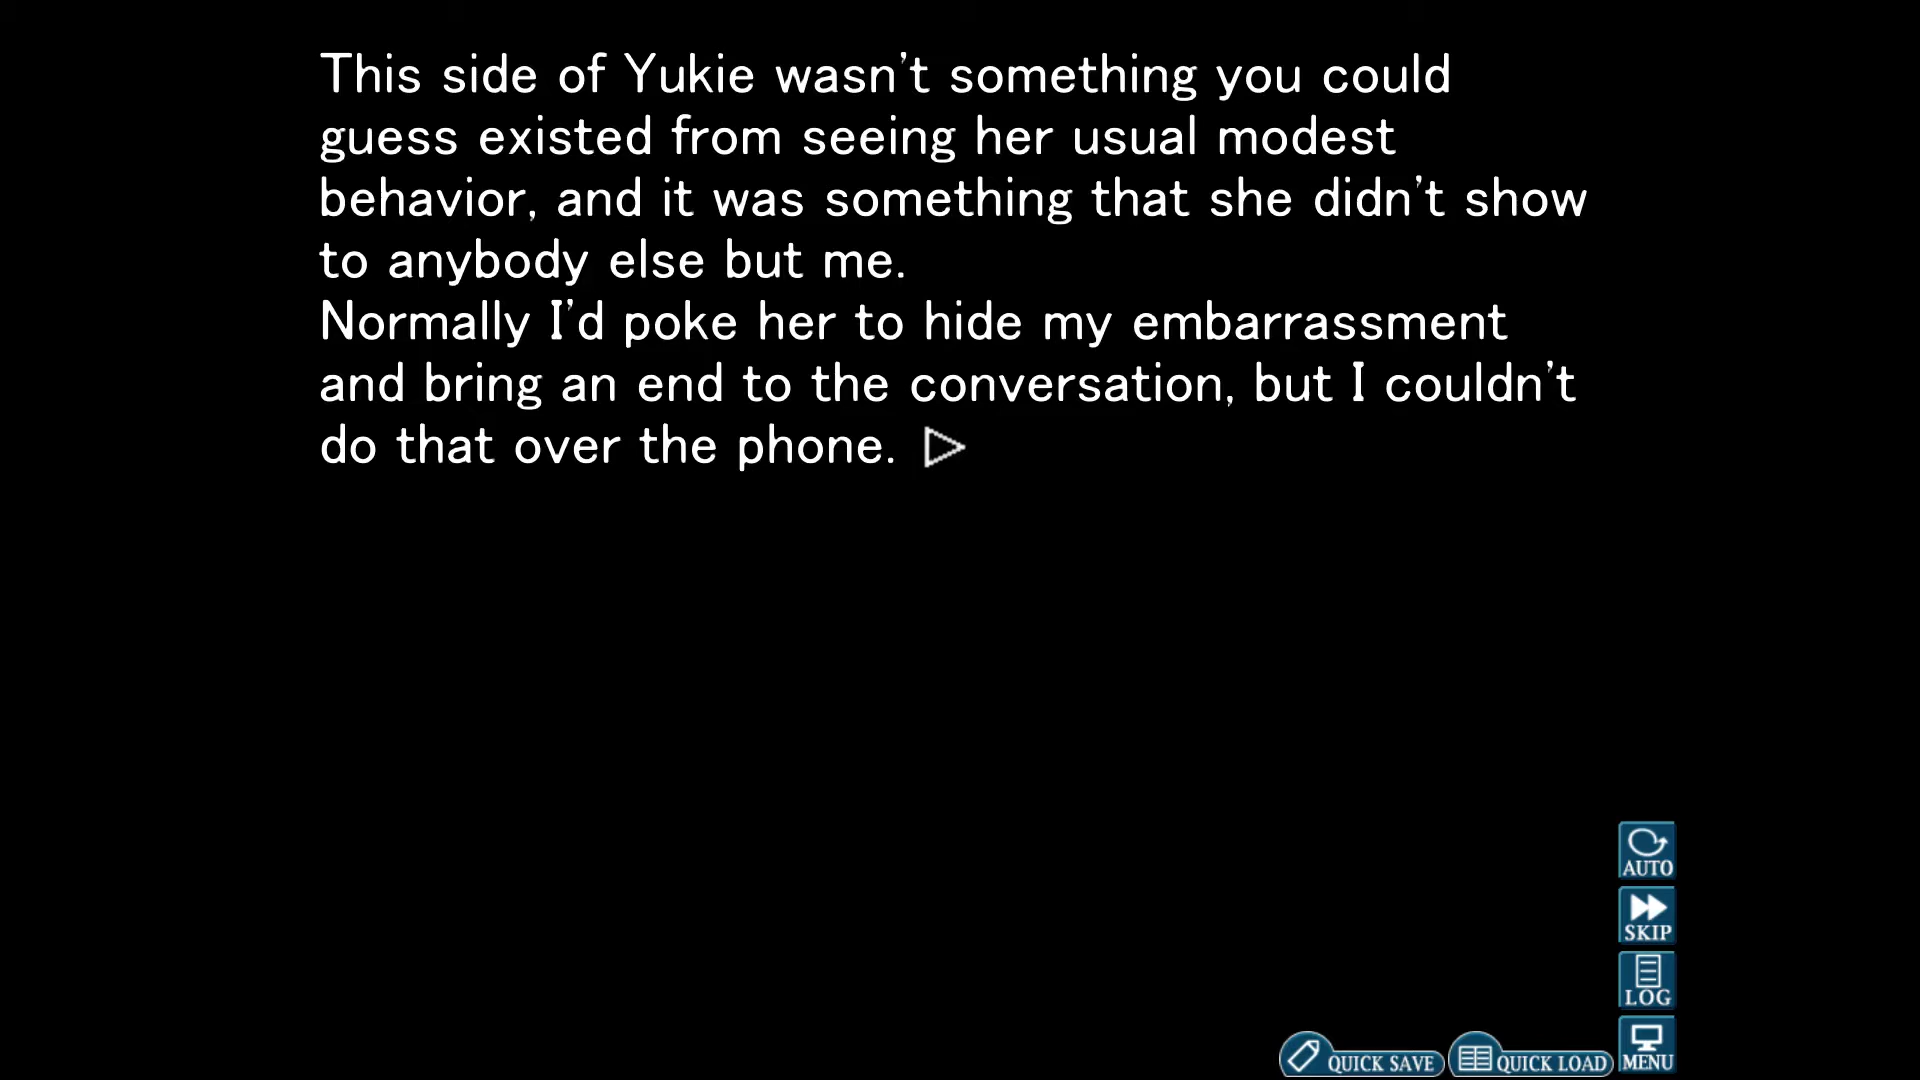 This side of Yukie wasn't something you could
guess existed from seeing her usual modest
behavior, and it was something that she didn't show
to anybody else but me.
Normally I'd poke her to hide my embarrassment
and bring an end to the conversation, but I couldn't
do that over the phone.
AUTO
SKIP
LOG
MENU
QUICK SAVE
QUICK LOAD